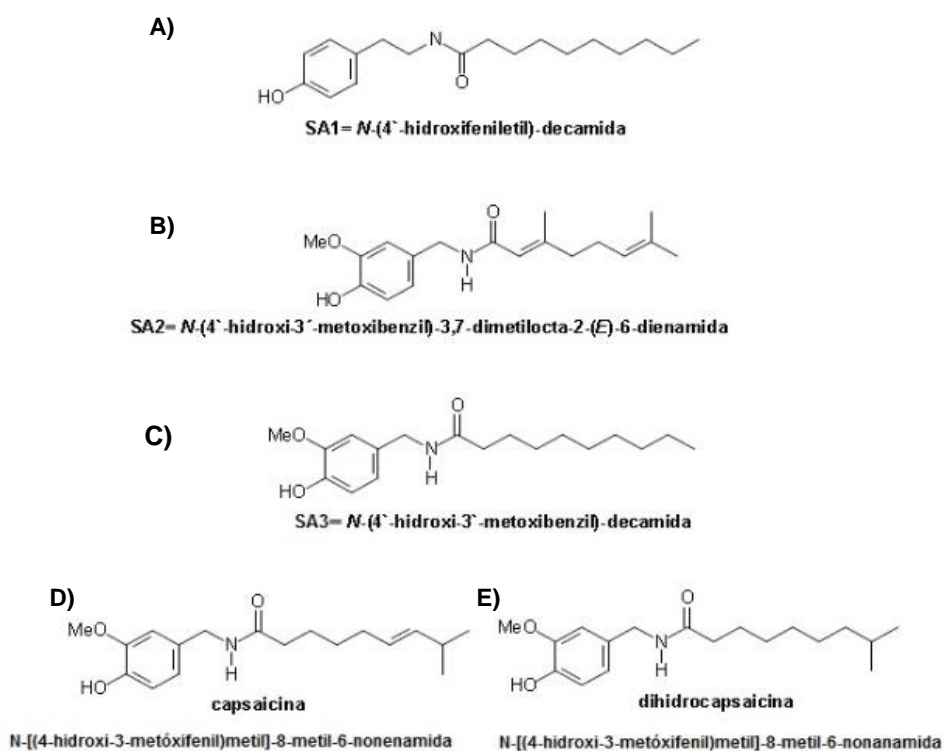 A)
N
HO
O
SA1= N-(4`-hidroxifeniletil)-decamida
B)
O
MeO
N
H
HO
SA2= N-(4`-hidroxi-3´-metoxibenzil)-3,7-dimetilocta-2-(E)-6-dienamida
C)
O
MeO
N
H
HO
SA3= N-(4`-hidroxi-3`-metoxibenzil)-decamida
D)
O
MeO
N
H
HO
capsaicina
N-[(4-hidroxi-3-metóxifenil)metil]-8-metil-6-nonenamida
E)
O
MeO
N
H
HO
dihidrocapsaicina
N-[(4-hidroxi-3-metóxifenil)metil]-8-metil-6-nonanamida